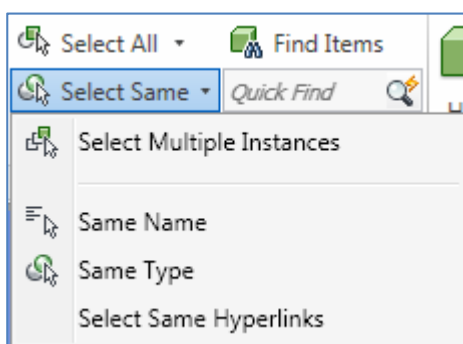 Select All Find Items
Select Same Quick Find
Select Multiple Instances
Same Name
Same Type
Select Same Hyperlinks